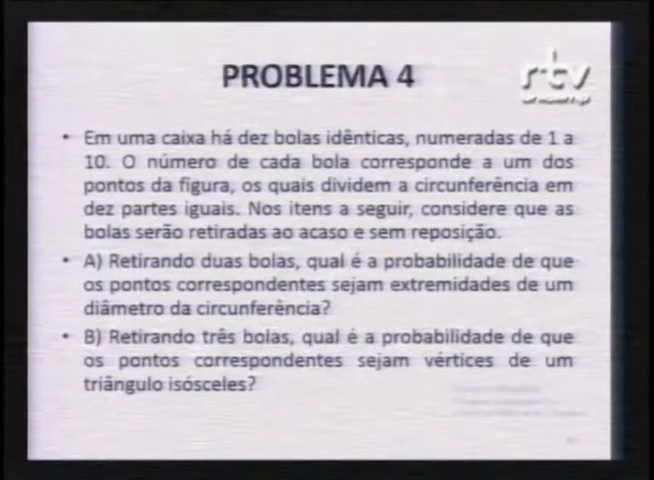 PROBLEMA 4
rtv
unicamp
• Em uma caixa há dez bolas idênticas, numeradas de 1 a
10. O número de cada bola corresponde a um dos
pontos da figura, os quais dividem a circunferência em
dez partes iguais. Nos itens a seguir, considere que as
bolas serão retiradas ao acaso e sem reposição.
• A) Retirando duas bolas, qual é a probabilidade de que
os pontos correspondentes sejam extremidades de um
diâmetro da circunferência?
• B) Retirando três bolas, qual é a probabilidade de que
os pontos correspondentes sejam vértices de um
triângulo isósceles?